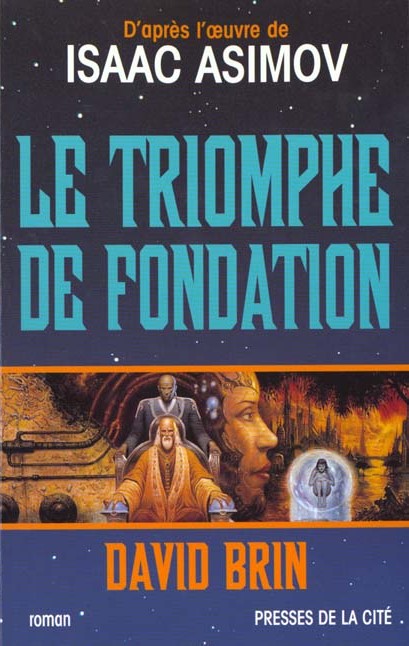 D'après l'œuvre de
ISAAC ASIMOV
LE TRIOMPHE
DE FONDATION
DAVID BRIN
roman
PRESSES DE LA CITÉ